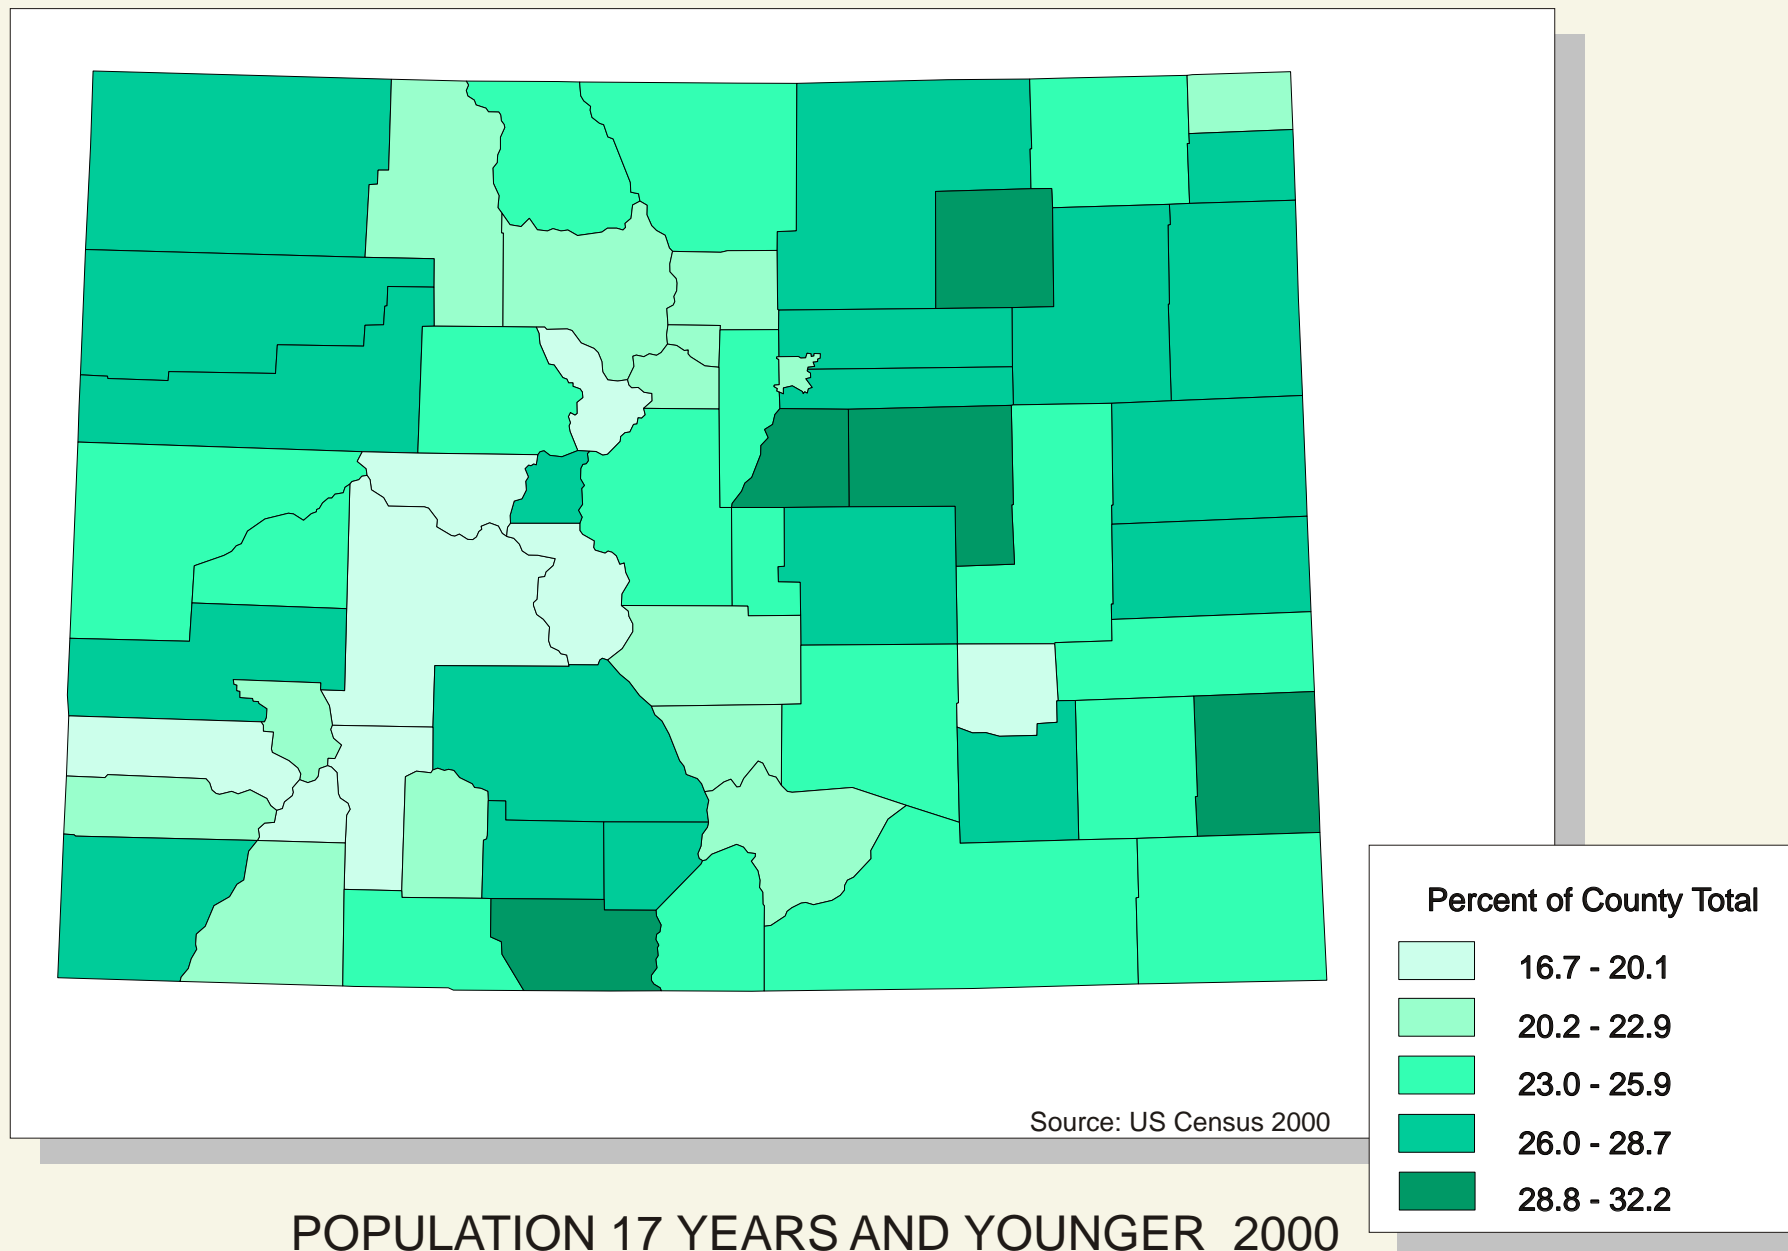 Percent of County Total
16.7 - 20.1
20.2 - 22.9
23.0 - 25.9
26.0 - 28.7
28.8 - 32.2
Source: US Census 2000
POPULATION 17 YEARS AND YOUNGER 2000